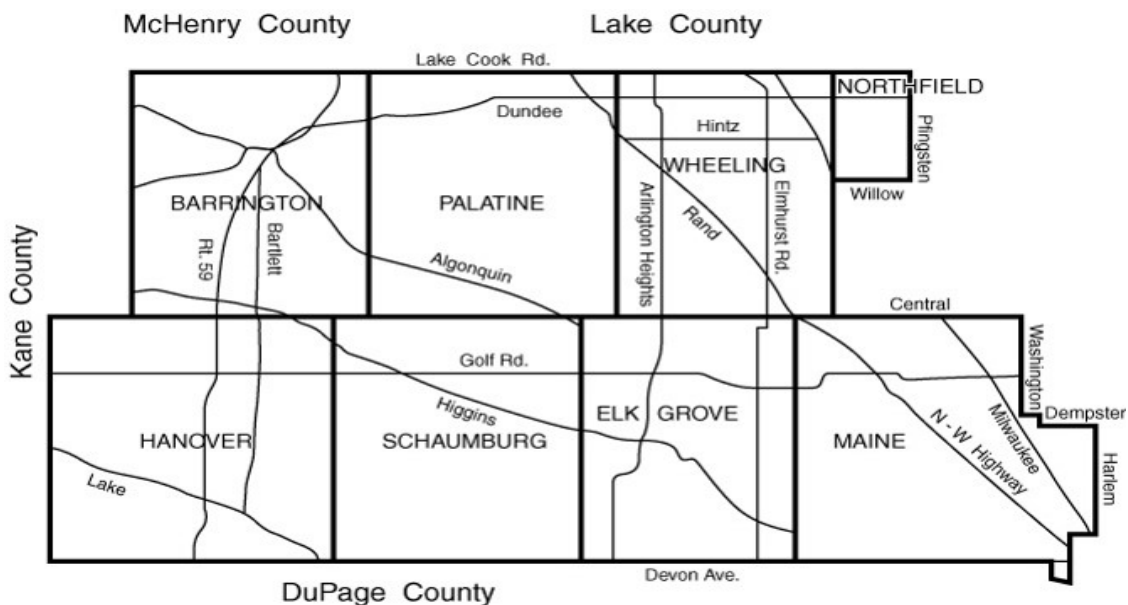 McHenry County
Lake County
Lake Cook Rd.
NORTHFIELD
Dundee
Hintz
Pfingsten
WHEELING
Willow
BARRINGTON
PALATINE
Arlington Heights
Elmhurst Rd.
Rand
Rt. 59
Bartlett
Algonquin
Kane County
Central
Washington
Golf Rd.
Higgins
ELK GROVE
Dempster
HANOVER
SCHAUMBURG
MAINE
N - W Highway
Milwaukee
Harlem
Lake
Devon Ave.
DuPage County